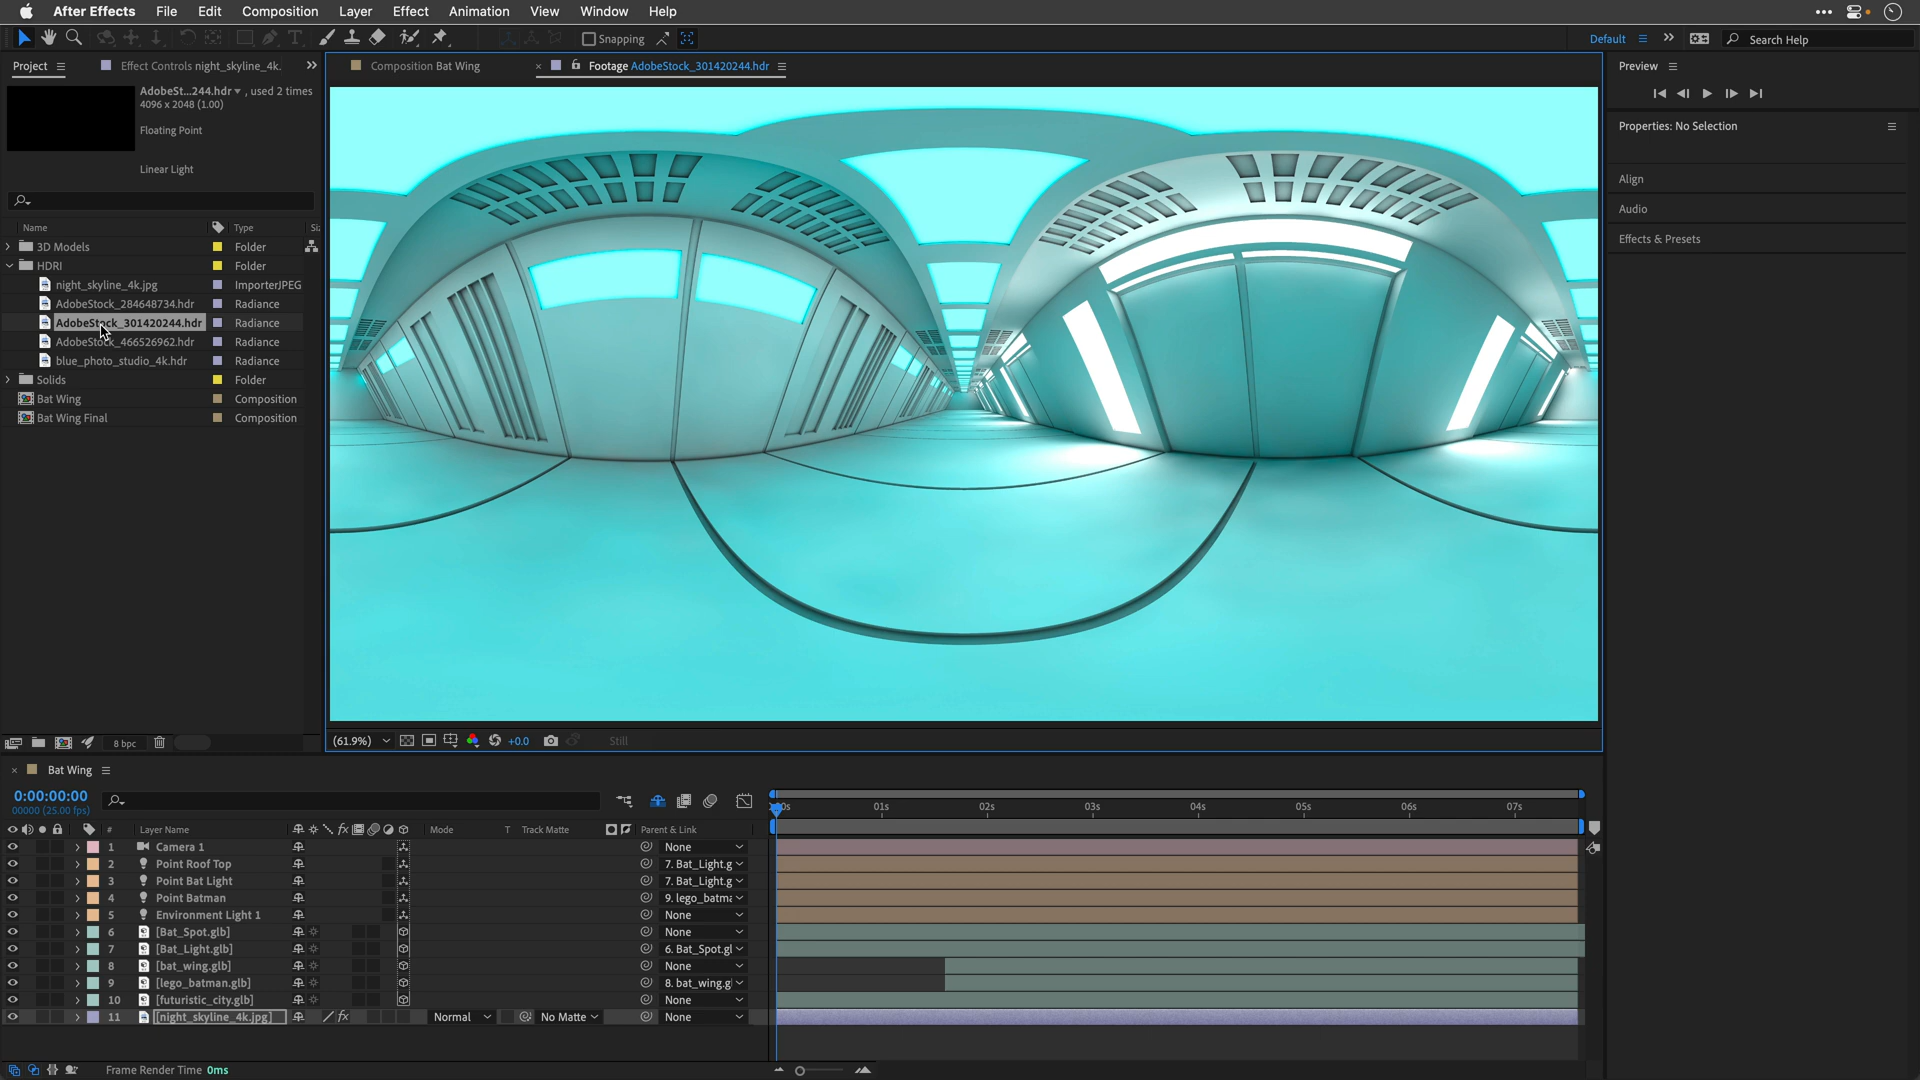 After Effects File Edit Composition Layer Effect Animation View Window Help
Snapping Default Search Help
Project Effect Controls night_skyline_4k. Composition Bat Wing Footage AdobeStock_301420244.hdr Preview
AdobeSt...244.hdr , used 2 times
4096 x 2048 (1.00)
Floating Point
Linear Light
Properties: No Selection
Align
Audio
Effects & Presets
Name Type
3D Models Folder
HDRI Folder
night_skyline_4k.jpg ImporterJPEG
AdobeStock_284648734.hdr Radiance
AdobeStock_301420244.hdr Radiance
AdobeStock_466526962.hdr Radiance
blue_photo_studio_4k.hdr Radiance
Solids Folder
Bat Wing Composition
Bat Wing Final Composition
8 bpc
(61.9%) +0.0 Still
Bat Wing
0:00:00:00
00000 (25.00 fps)
01s 02s 03s 04s 05s 06s 07s
# Layer Name fx Mode T Track Matte Parent & Link
1 Camera 1 None
2 Point Roof Top 7. Bat_Light.g
3 Point Bat Light 7. Bat_Light.g
4 Point Batman 9. lego_batma
5 Environment Light 1 None
6 [Bat_Spot.glb] None
7 [Bat_Light.glb] 6. Bat_Spot.gl
8 [bat_wing.glb] None
9 [lego_batman.glb] 8. bat_wing.g
10 [futuristic_city.glb] None
11 [night_skyline_4k.jpg] fx Normal No Matte None
Frame Render Time 0ms